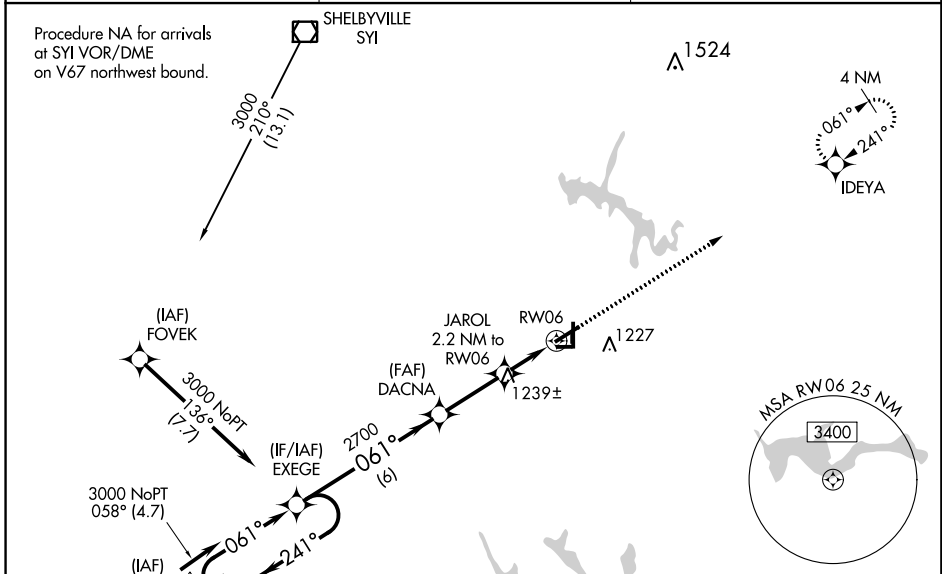 Procedure NA for arrivals
at SYI VOR/DME
on V67 northwest bound.
SHELBYVILLE
SYI
3000
210°
(13.1)
1524
4 NM
061°
241°
IDEYA
(IAF)
FOVEK
3000 NoPT
136°
(7.7)
JAROL
2.2 NM to
RW06
RW06
1227
1239±
(FAF)
DACNA
2700
061°
(6)
(IF/IAF)
EXEGE
3000 NoPT
058° (4.7)
061°
241°
(IAF)
MSA RW06 25 NM
3400